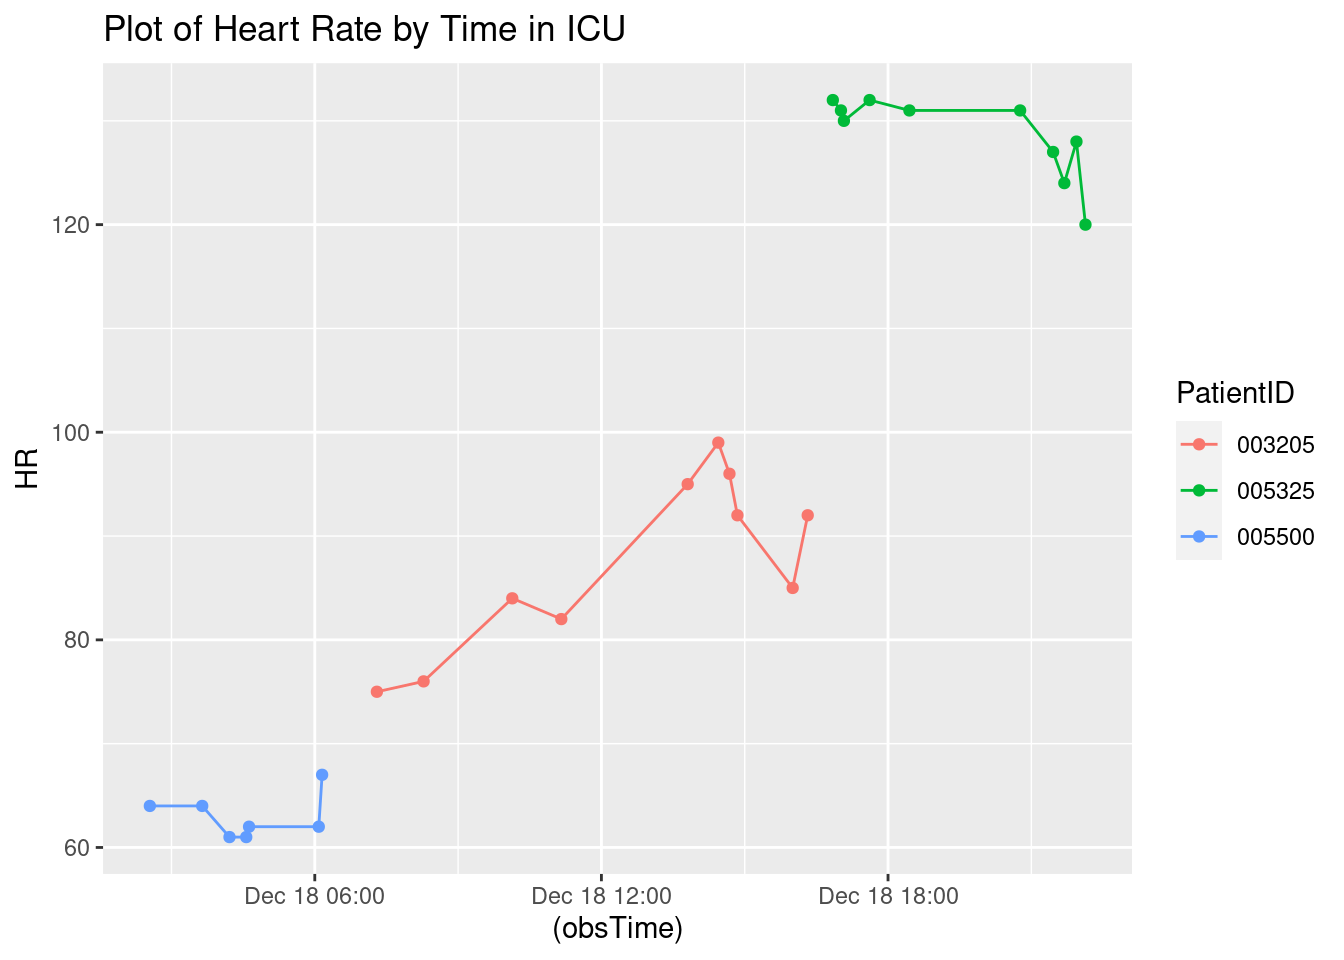 Plot of Heart Rate by Time in ICU
120
100
80
60
HR
Dec 18 06:00
Dec 18 12:00
Dec 18 18:00
(obsTime)
PatientID
003205
005325
005500